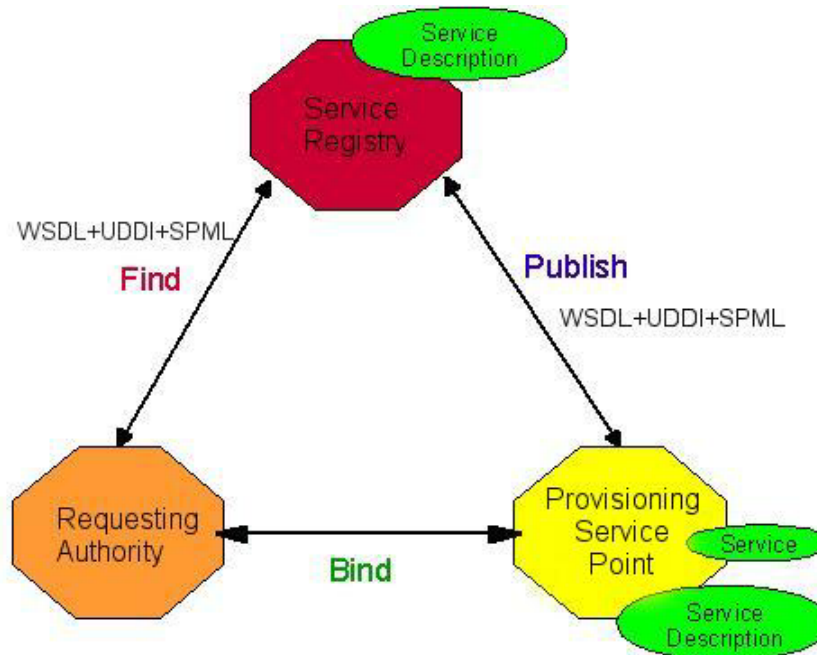 Service
Description
Service
Registry
WSDL+UDDI+SPML
Find
Publish
WSDL+UDDI+SPML
Requesting
Authority
Bind
Provisioning
Service
Point
Service
Service
Description